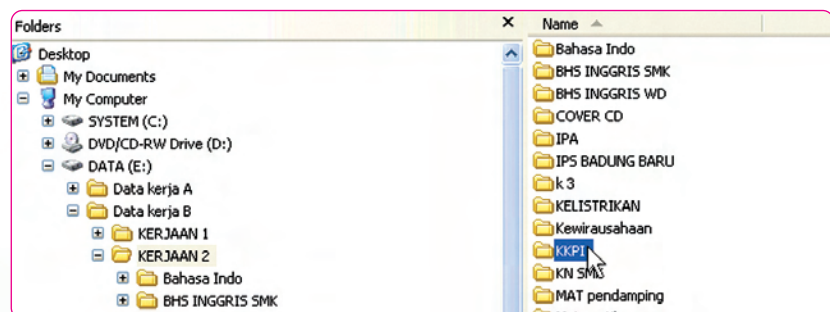 Folders
Desktop
My Documents
My Computer
SYSTEM (C:)
DVD/CD-RW Drive (D:)
DATA (E:)
Data kerja A
Data kerja B
KERJAAN 1
KERJAAN 2
Bahasa Indo
BHS INGGRIS SMK
Name
Bahasa Indo
BHS INGGRIS SMK
BHS INGGRIS WD
COVER CD
IPA
IPS BADUNG BARU
k 3
KELISTRIKAN
Kewirausahaan
KKPI
KN
MAT pendamping